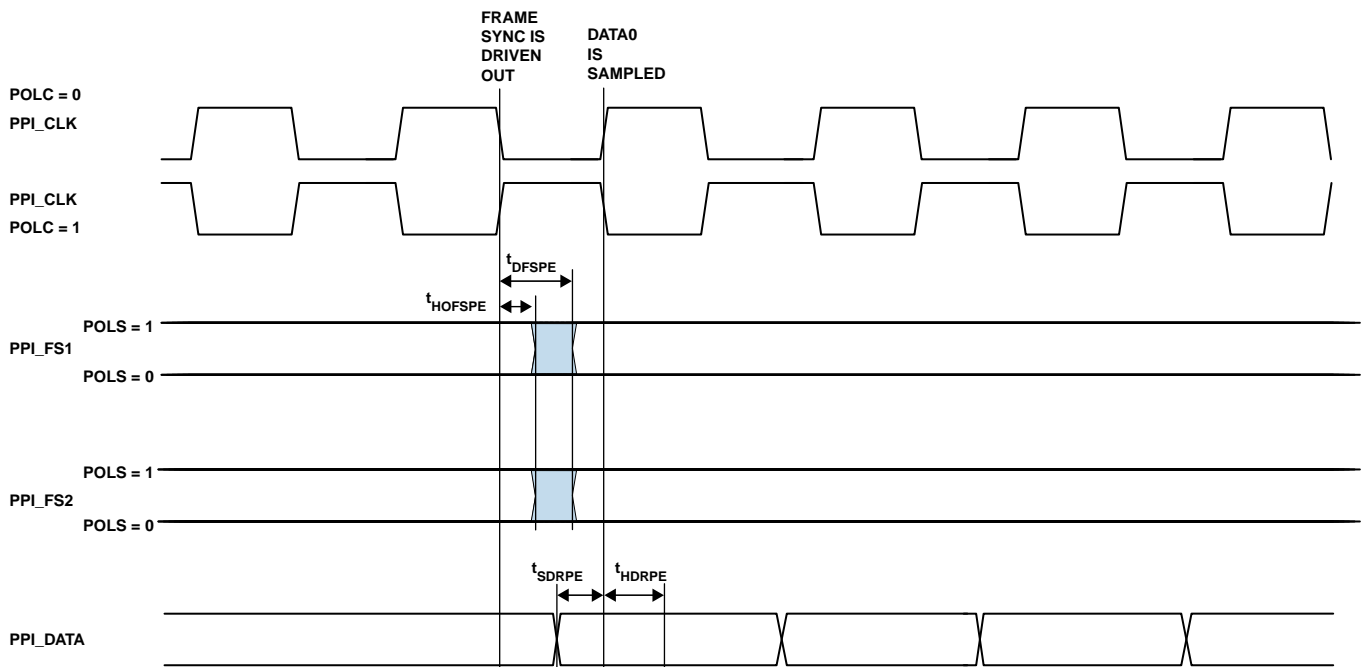 FRAME
SYNC IS
DRIVEN
OUT
DATA0
IS
SAMPLED
POLC = 0
PPI_CLK
PPI_CLK
POLC = 1
tDFSPE
tHOFSPE
POLS = 1
PPI_FS1
POLS = 0
POLS = 1
PPI_FS2
POLS = 0
tSDRPE
tHDRPE
PPI_DATA